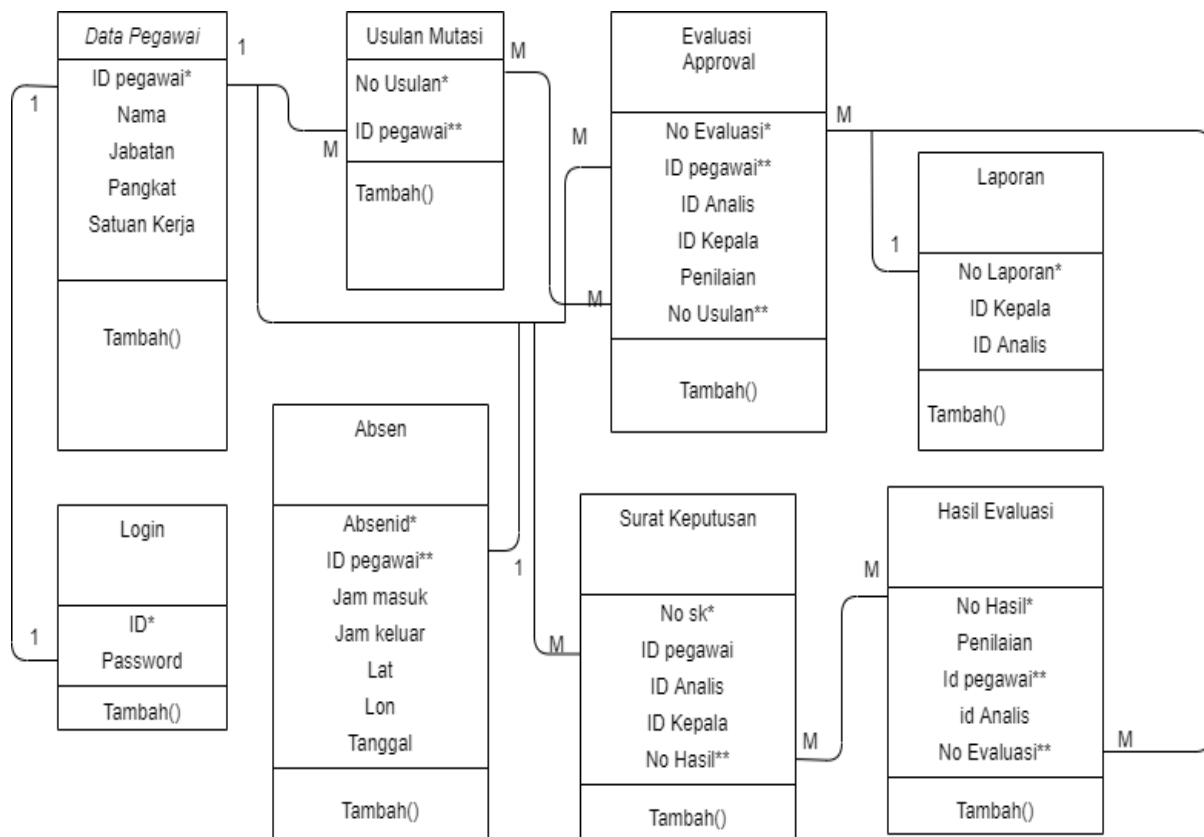 Data Pegawai
ID pegawai*
Nama
Jabatan
Pangkat
Satuan Kerja
Tambah()
1
1
Usulan Mutasi
No Usulan*
ID pegawai**
Tambah()
M
M
Evaluasi
Approval
No Evaluasi*
ID pegawai**
ID Analis
ID Kepala
Penilaian
No Usulan**
Tambah()
M
M
M
Laporan
No Laporan*
ID Kepala
ID Analis
Tambah()
1
Login
ID*
Password
Tambah()
1
Absen
Absenid*
ID pegawai**
Jam masuk
Jam keluar
Lat
Lon
Tanggal
Tambah()
1
Surat Keputusan
No sk*
ID pegawai
ID Analis
ID Kepala
No Hasil**
Tambah()
M
M
Hasil Evaluasi
No Hasil*
Penilaian
Id pegawai**
id Analis
No Evaluasi**
Tambah()
M
M